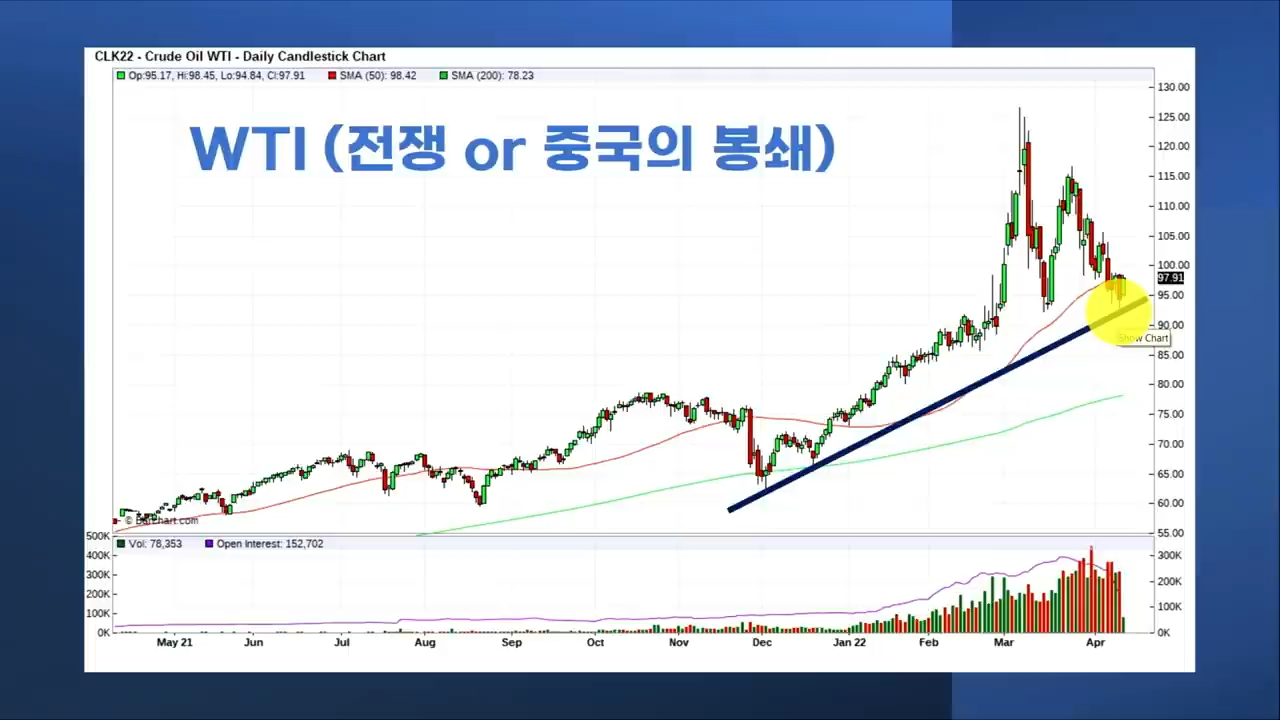 CLK22 - Crude Oil WTI - Daily Candlestick Chart
Op:95.17, Hi:98.45, Lo:94.84, Cl:97.91 SMA (50): 98.42 SMA (200): 78.23
WTI (전쟁 or 중국의 봉쇄)
130.00
125.00
120.00
115.00
110.00
105.00
100.00
97.91
95.00
90.00
Show Chart
85.00
80.00
75.00
70.00
65.00
60.00
55.00
© BarChart.com
Vol: 78,353 Open Interest: 152,702
500K
400K 300K
300K 200K
200K
100K 100K
0K 0K
May 21 Jun Jul Aug Sep Oct Nov Dec Jan 22 Feb Mar Apr